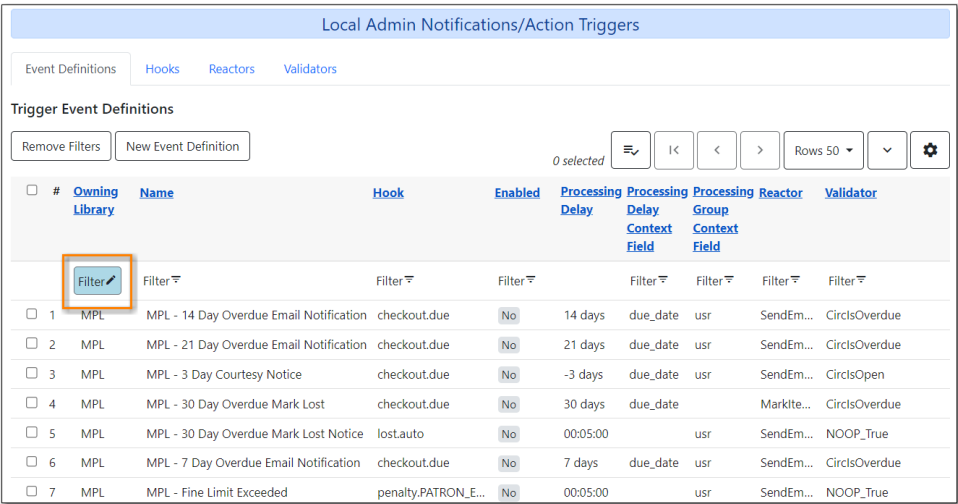 Local Admin Notifications/Action Triggers
Event Definitions Hooks Reactors Validators
Trigger Event Definitions
Remove Filters New Event Definition 0 selected Rows 50
# Owning Library Name Hook Enabled Processing Delay Processing Delay Context Field Processing Group Context Field Reactor Validator
Filter Filter Filter Filter Filter Filter Filter Filter
1 MPL MPL - 14 Day Overdue Email Notification checkout.due No 14 days due_date usr SendEm... CircIsOverdue
2 MPL MPL - 21 Day Overdue Email Notification checkout.due No 21 days due_date usr SendEm... CircIsOverdue
3 MPL MPL - 3 Day Courtesy Notice checkout.due No -3 days due_date usr SendEm... CircIsOpen
4 MPL MPL - 30 Day Overdue Mark Lost checkout.due No 30 days due_date MarkIte... CircIsOverdue
5 MPL MPL - 30 Day Overdue Mark Lost Notice lost.auto No 00:05:00 usr SendEm... NOOP_True
6 MPL MPL - 7 Day Overdue Email Notification checkout.due No 7 days due_date usr SendEm... CircIsOverdue
7 MPL MPL - Fine Limit Exceeded penalty.PATRON_E... No 00:05:00 usr SendEm... NOOP_True